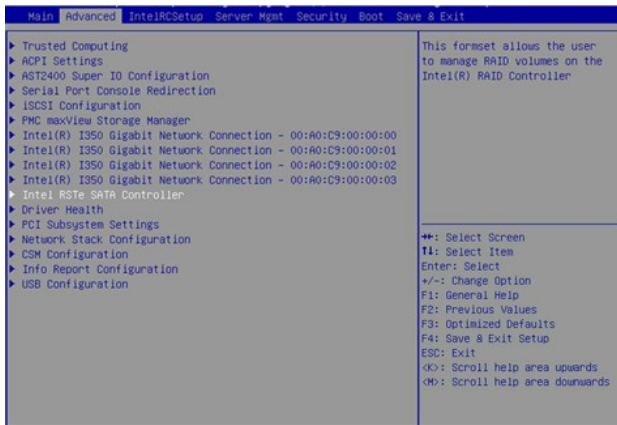 Main Advanced IntelRCSetup Server Mgmt Security Boot Save & Exit
Trusted Computing
ACPI Settings
AST2400 Super IO Configuration
Serial Port Console Redirection
iSCSI Configuration
PMC maxView Storage Manager
Intel(R) I350 Gigabit Network Connection - 00:A0:C9:00:00:00
Intel(R) I350 Gigabit Network Connection - 00:A0:C9:00:00:01
Intel(R) I350 Gigabit Network Connection - 00:A0:C9:00:00:02
Intel(R) I350 Gigabit Network Connection - 00:A0:C9:00:00:03
Intel RSTe SATA Controller
Driver Health
PCI Subsystem Settings
Network Stack Configuration
CSM Configuration
Info Report Configuration
USB Configuration
This formset allows the user
to manage RAID volumes on the
Intel(R) RAID Controller
→←: Select Screen
↑↓: Select Item
Enter: Select
+/-: Change Option
F1: General Help
F2: Previous Values
F3: Optimized Defaults
F4: Save & Exit Setup
ESC: Exit
<K>: Scroll help area upwards
<M>: Scroll help area downwards